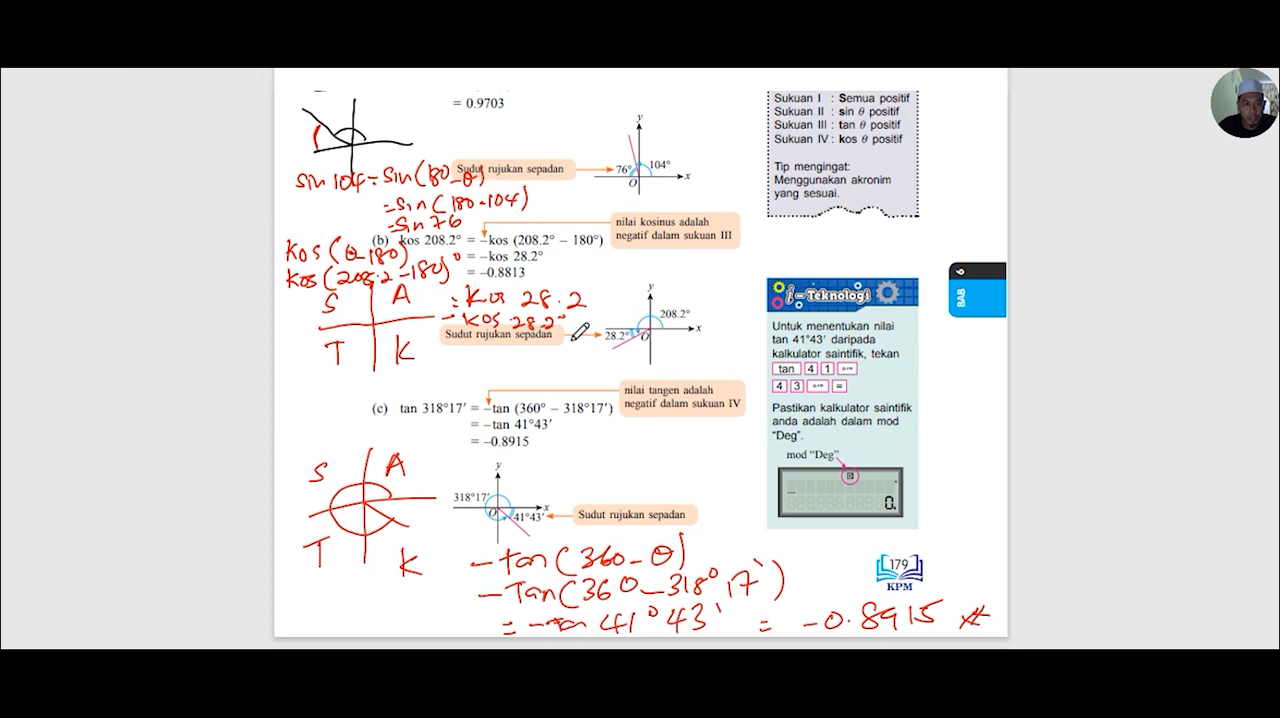 = 0.9703
Sukuan I : Semua positif
Sukuan II : sin θ positif
Sukuan III : tan θ positif
Sukuan IV : kos θ positif
Tip mengingat:
Menggunakan akronim
yang sesuai.
y
Sudut rujukan sepadan
76°
104°
O
x
sin 104 = sin(180-θ)
= sin(180-104)
= sin 76
nilai kosinus adalah
negatif dalam sukuan III
(b) kos 208.2° = –kos (208.2° – 180°)
= –kos 28.2°
= –0.8813
kos(θ-180)
kos(208.2-180)°
= kos 28.2
- kos 28.2°
S
A
T
K
Sudut rujukan sepadan
y
208.2°
28.2°
O
x
BAB
6
i-Teknologi
Untuk menentukan nilai
tan 41°43′ daripada
kalkulator saintifik, tekan
tan 4 1 °'"
4 3 °'" =
Pastikan kalkulator saintifik
anda adalah dalam mod
“Deg”.
mod “Deg”
D
0.
nilai tangen adalah
negatif dalam sukuan IV
(c) tan 318°17′ = –tan (360° – 318°17′)
= –tan 41°43′
= –0.8915
S
A
T
K
y
318°17′
O
x
41°43′
Sudut rujukan sepadan
-tan(360-θ)
-Tan(360-318°17')
= -tan 41°43' = -0.8915
179
KPM